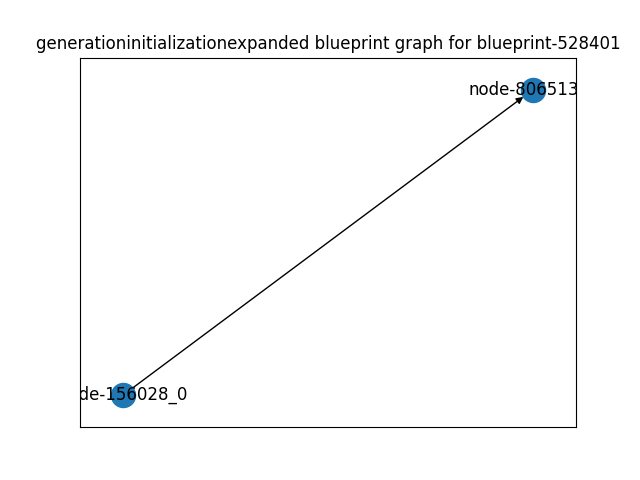 generationinitializationexpanded blueprint graph for blueprint-528401
node-806513
de-156028_0